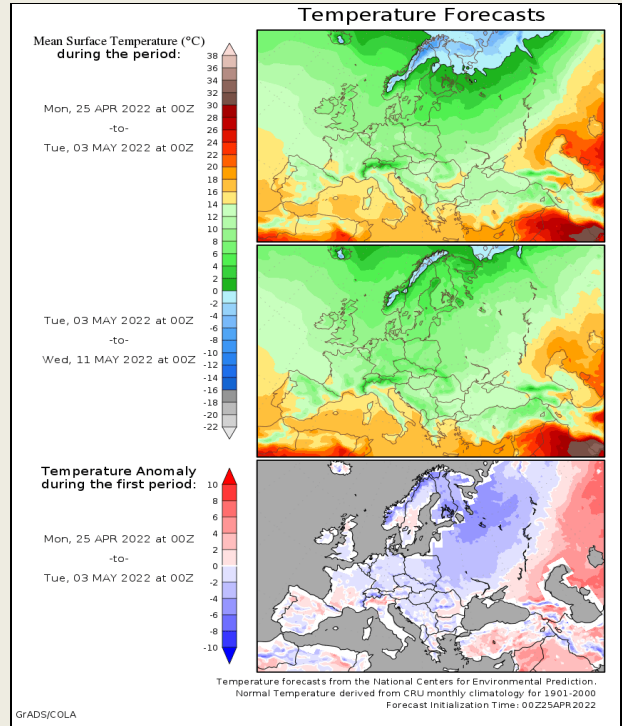 Temperature Forecasts
Mean Surface Temperature (°C)
during the period:
38
36
34
32
30
28
26
24
22
20
18
16
14
12
10
8
6
4
2
1
0
-1
-2
-4
-6
-8
-10
-12
-14
-16
-18
-20
-22
Mon, 25 APR 2022 at 00Z
-to-
Tue, 03 MAY 2022 at 00Z
Tue, 03 MAY 2022 at 00Z
-to-
Wed, 11 MAY 2022 at 00Z
Temperature Anomaly
during the first period:
10
8
6
4
2
0
-2
-4
-6
-8
-10
Mon, 25 APR 2022 at 00Z
-to-
Tue, 03 MAY 2022 at 00Z
Temperature forecasts from the National Centers for Environmental Prediction.
Normal Temperature derived from CRU monthly climatology for 1901-2000
Forecast Initialization Time: 00Z25APR2022
GrADS/COLA